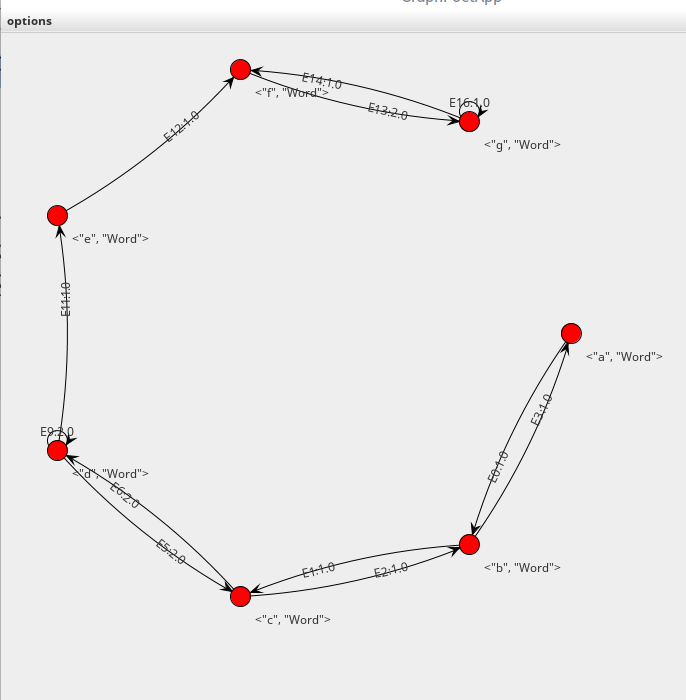 GraphPoetApp
options
E14:1.0
<"f", "Word">
E13:2.0
E16:1.0
<"g", "Word">
E12:1.0
<"e", "Word">
E11:1.0
<"a", "Word">
E3:1.0
E0:1.0
E9:2.0
<"d", "Word">
E6:2.0
E5:2.0
E1:1.0
E2:1.0
<"b", "Word">
<"c", "Word">